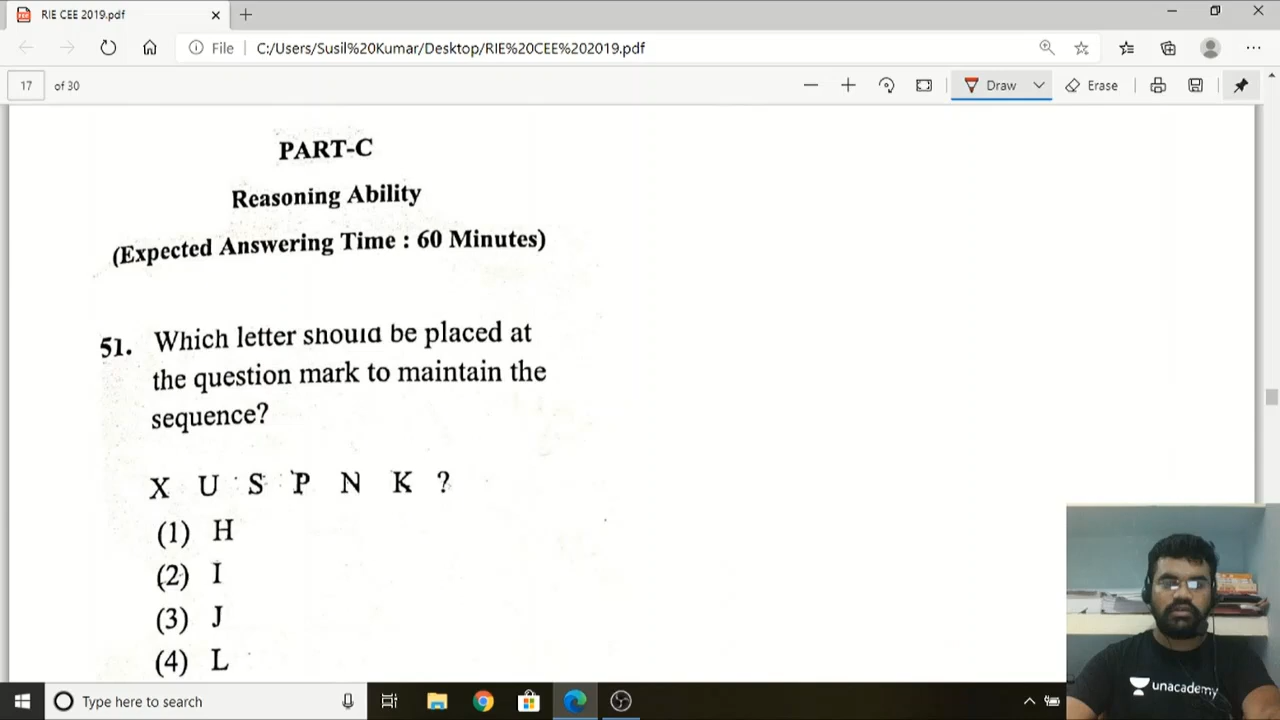 RIE CEE 2019.pdf
File C:/Users/Susil%20Kumar/Desktop/RIE%20CEE%202019.pdf
17 of 30 Draw Erase
PART-C
Reasoning Ability
(Expected Answering Time : 60 Minutes)
51. Which letter should be placed at
the question mark to maintain the
sequence?
X U S P N K ?
(1) H
(2) I
(3) J
(4) L
unacademy
Type here to search